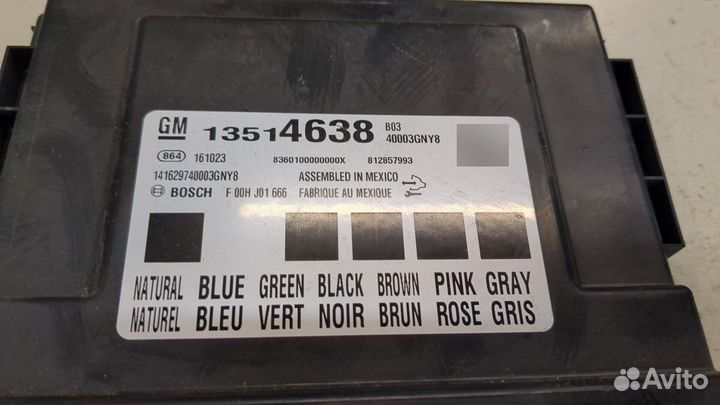 GM 13514638 B03
40003GNY8
864 161023 8360100000000X 812857993
141629740003GNY8 ASSEMBLED IN MEXICO
BOSCH F 00H J01 666 FABRIQUE AU MEXIQUE
NATURAL BLUE GREEN BLACK BROWN PINK GRAY
NATUREL BLEU VERT NOIR BRUN ROSE GRIS
Avito